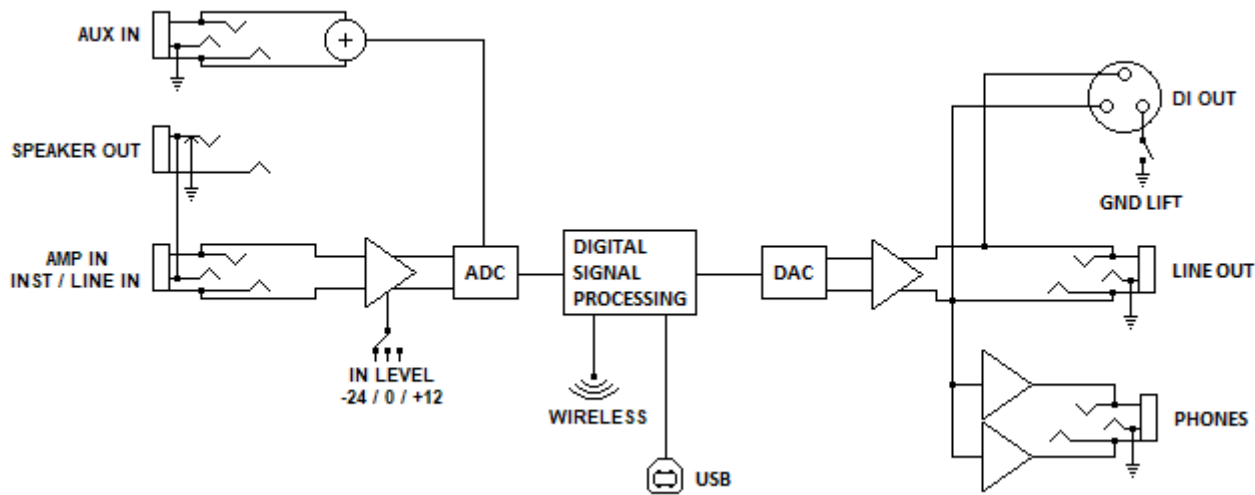 AUX IN
SPEAKER OUT
AMP IN
INST / LINE IN
IN LEVEL
-24 / 0 / +12
ADC
DIGITAL
SIGNAL
PROCESSING
WIRELESS
USB
DAC
DI OUT
GND LIFT
LINE OUT
PHONES